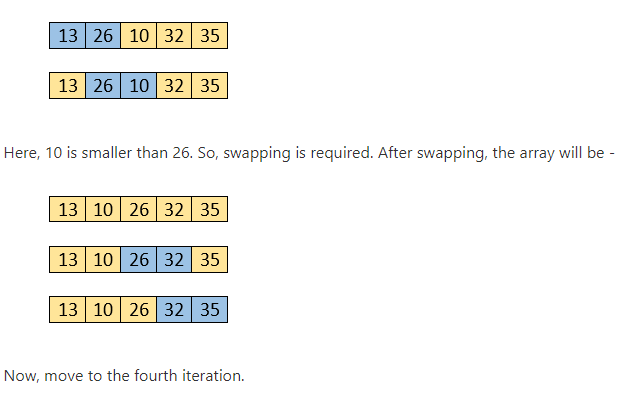 13 26 10 32 35
13 26 10 32 35
Here, 10 is smaller than 26. So, swapping is required. After swapping, the array will be -
13 10 26 32 35
13 10 26 32 35
13 10 26 32 35
Now, move to the fourth iteration.